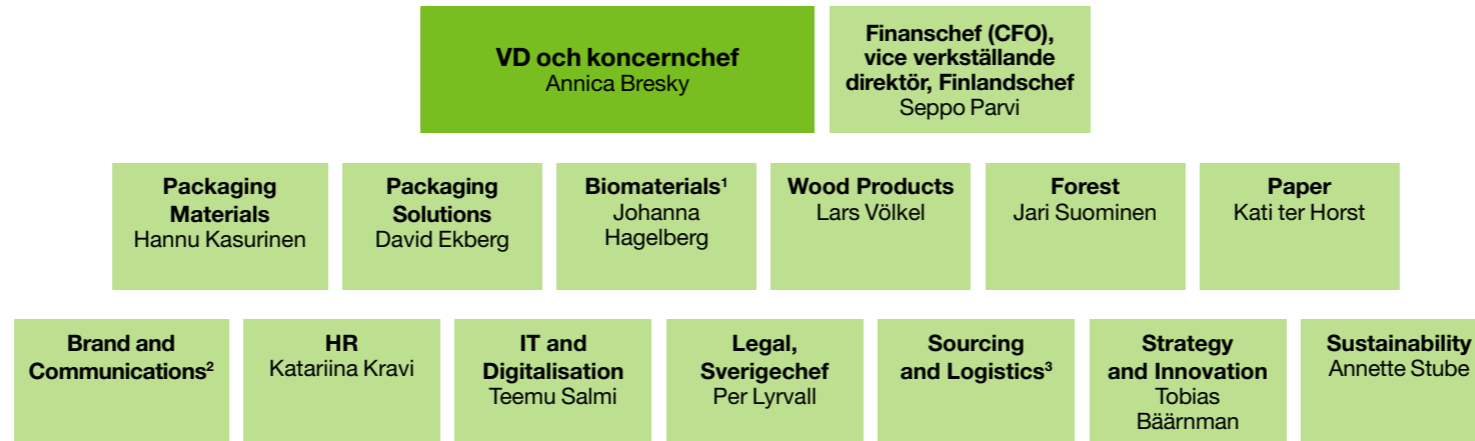 VD och koncernchef
Annica Bresky
Finanschef (CFO),
vice verkställande
direktör, Finlandschef
Seppo Parvi
Packaging
Materials
Hannu Kasurinen
Packaging
Solutions
David Ekberg
Biomaterials¹
Johanna
Hagelberg
Wood Products
Lars Völkel
Forest
Jari Suominen
Paper
Kati ter Horst
Brand and
Communications²
HR
Katariina Kravi
IT and
Digitalisation
Teemu Salmi
Legal,
Sverigechef
Per Lyrvall
Sourcing
and Logistics³
Strategy
and Innovation
Tobias
Bäärnman
Sustainability
Annette Stube